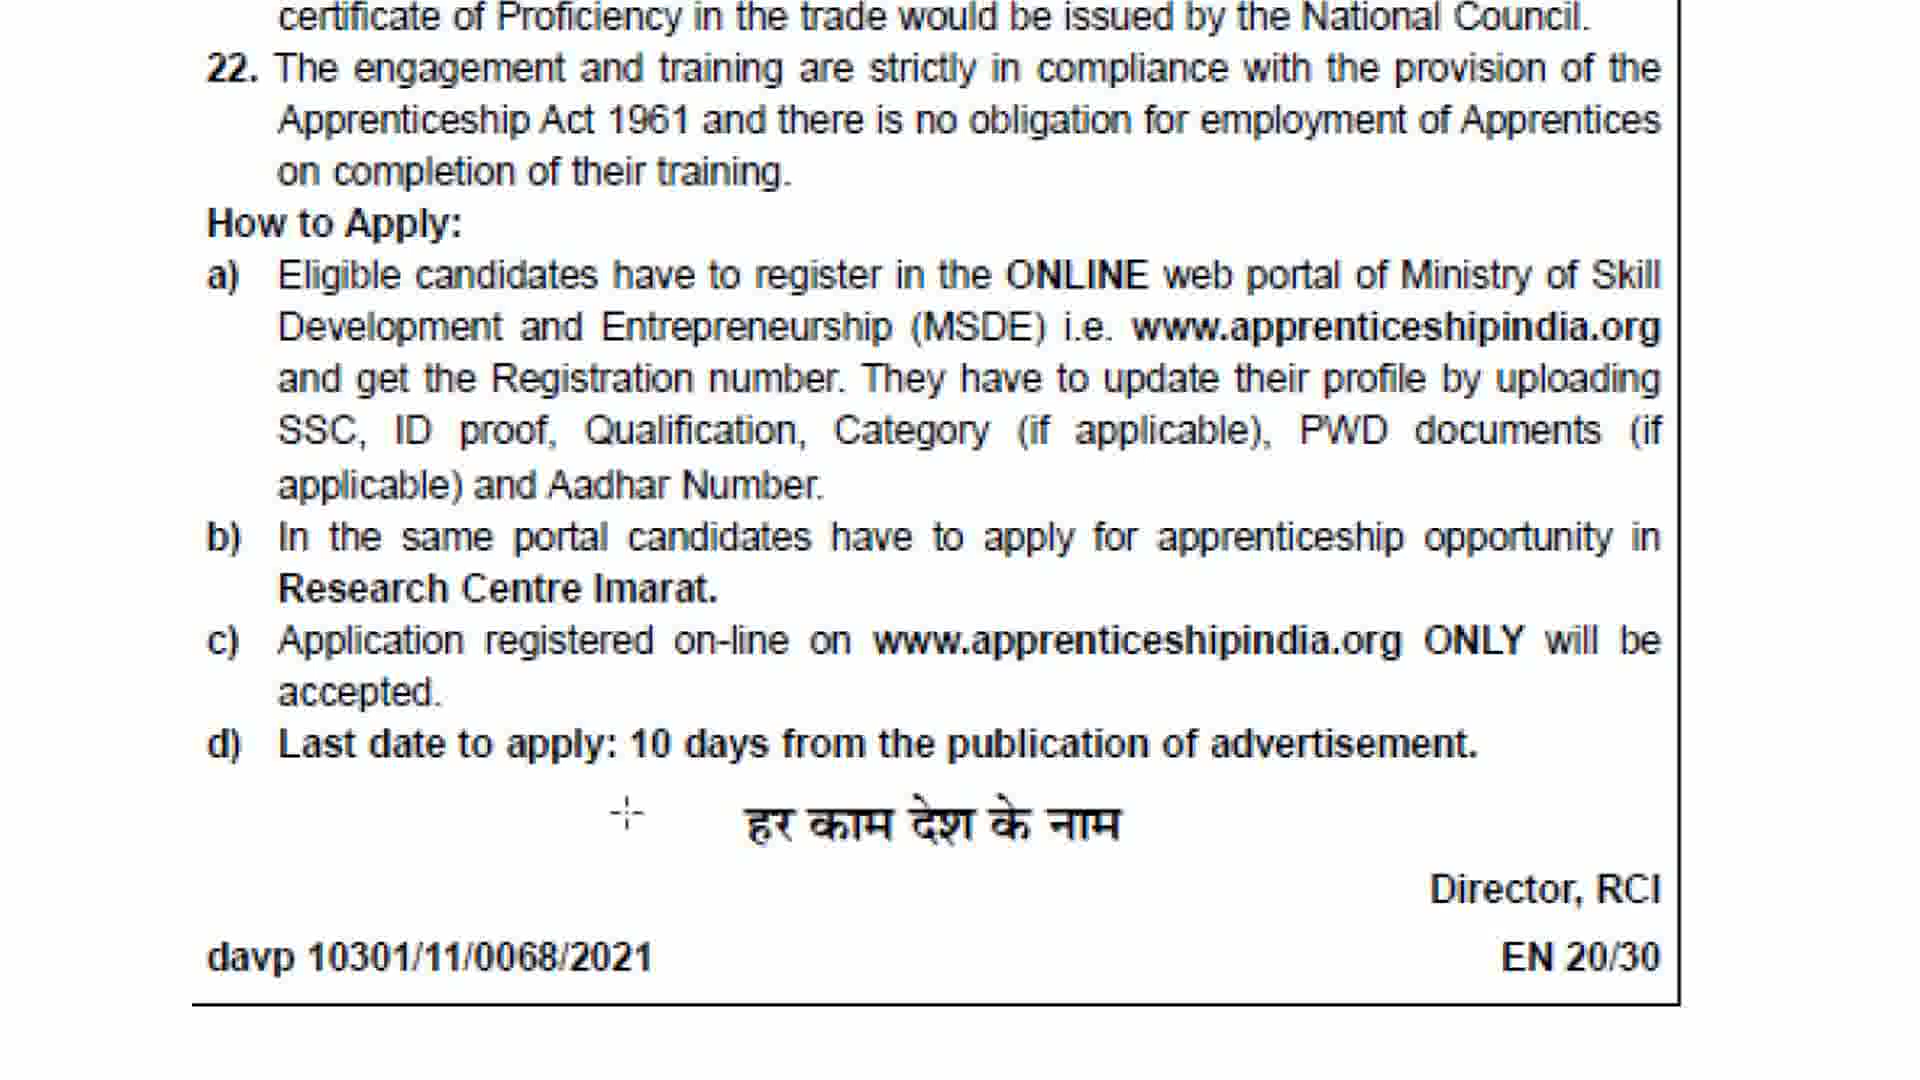 certificate of Proficiency in the trade would be issued by the National Council.
22. The engagement and training are strictly in compliance with the provision of the
Apprenticeship Act 1961 and there is no obligation for employment of Apprentices
on completion of their training.
How to Apply:
a) Eligible candidates have to register in the ONLINE web portal of Ministry of Skill
Development and Entrepreneurship (MSDE) i.e. www.apprenticeshipindia.org
and get the Registration number. They have to update their profile by uploading
SSC, ID proof, Qualification, Category (if applicable), PWD documents (if
applicable) and Aadhar Number.
b) In the same portal candidates have to apply for apprenticeship opportunity in
Research Centre Imarat.
c) Application registered on-line on www.apprenticeshipindia.org ONLY will be
accepted.
d) Last date to apply: 10 days from the publication of advertisement.
हर काम देश के नाम
Director, RCI
davp 10301/11/0068/2021 EN 20/30